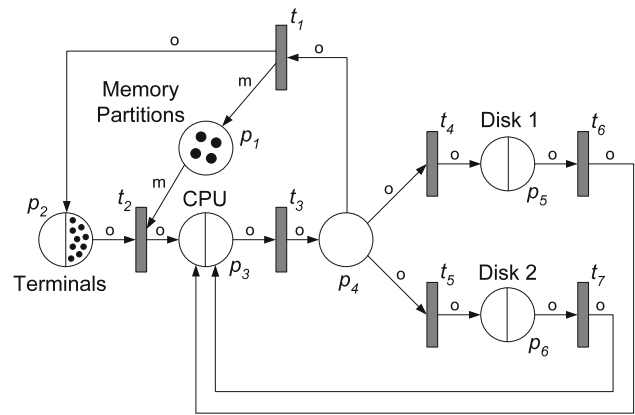 t1
o
o
Memory
Partitions
m
p1
m
t4
Disk 1
t6
o
o
o
o
p5
p2
t2
CPU
t3
o
o
o
o
p3
p4
Terminals
o
t5
Disk 2
t7
o
o
o
p6